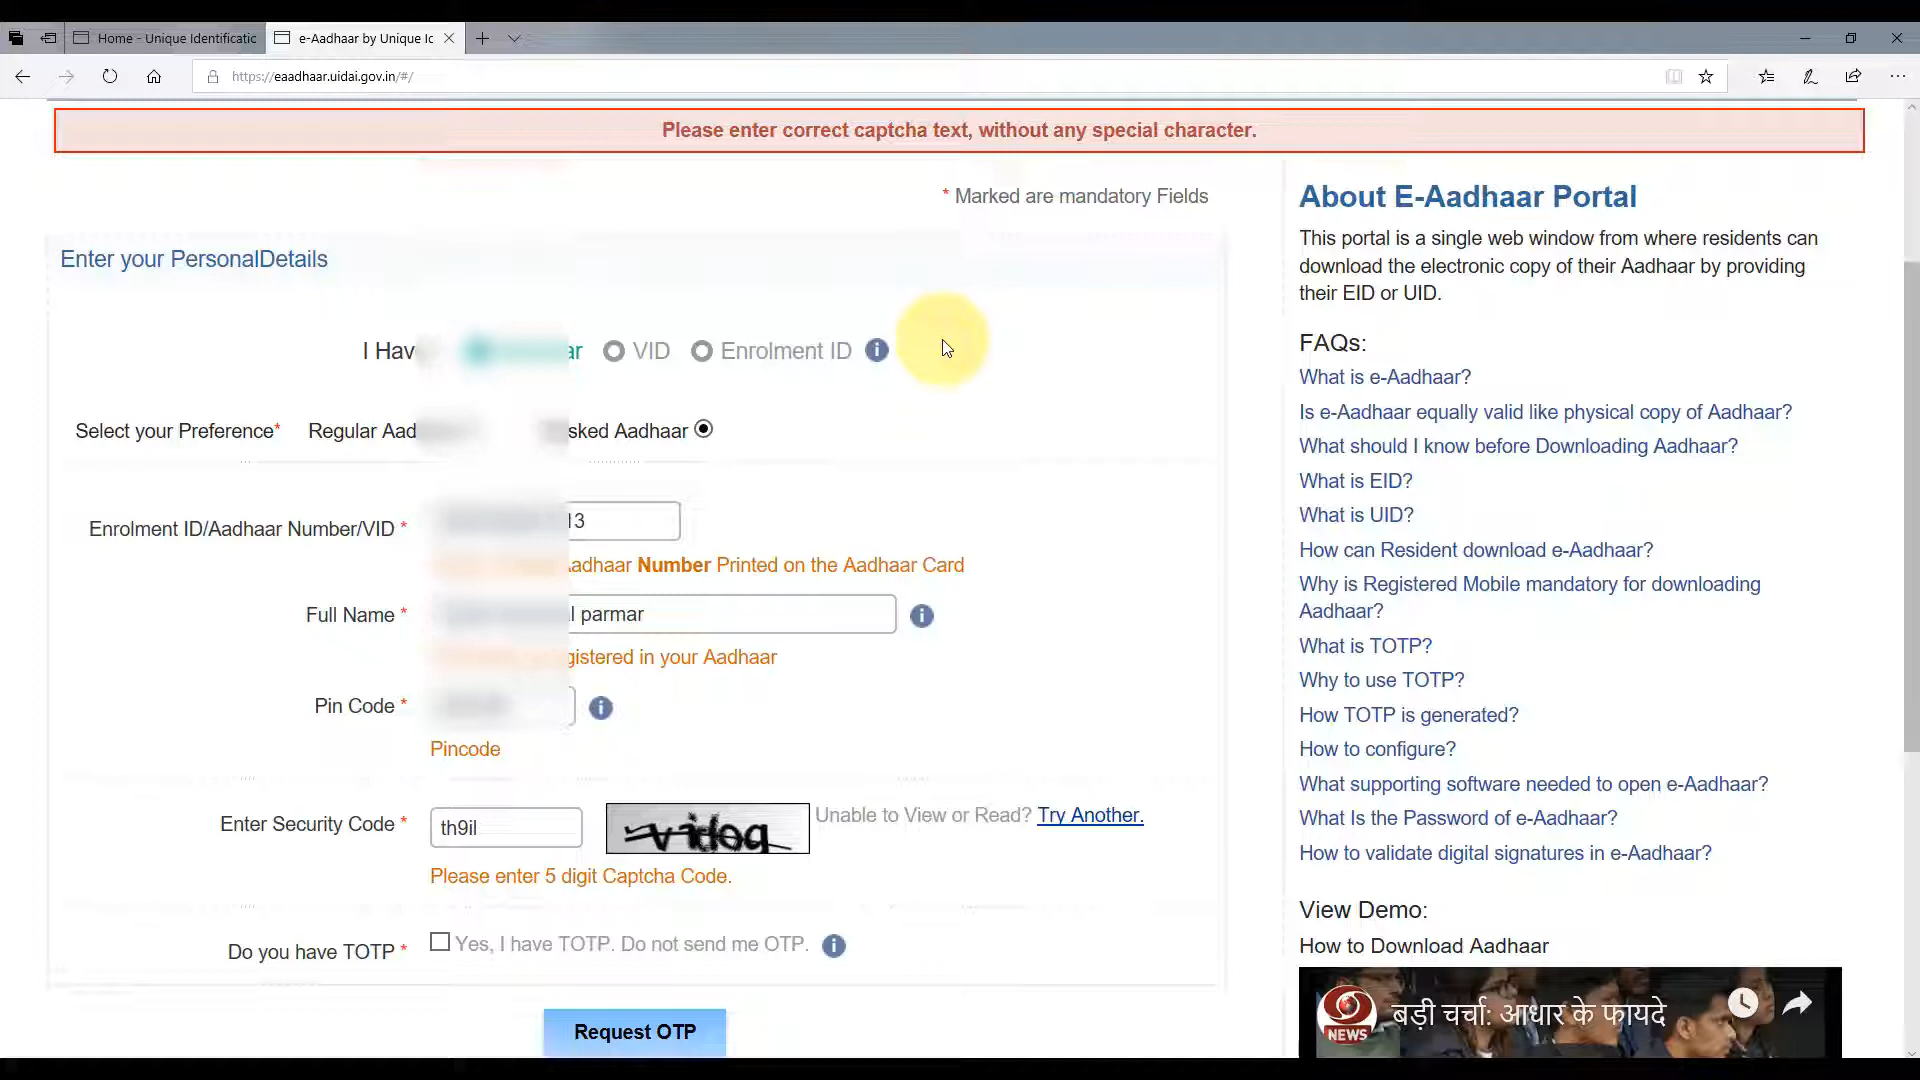 Home - Unique Identificatic
e-Aadhaar by Unique Ic
https://eaadhaar.uidai.gov.in/#/
Please enter correct captcha text, without any special character.
* Marked are mandatory Fields
Enter your PersonalDetails
I Hav
VID
Enrolment ID
Select your Preference*
Regular Aad
sked Aadhaar
Enrolment ID/Aadhaar Number/VID *
13
Aadhaar Number Printed on the Aadhaar Card
Full Name *
l parmar
gistered in your Aadhaar
Pin Code *
Pincode
Enter Security Code *
th9il
Unable to View or Read? Try Another.
Please enter 5 digit Captcha Code.
Do you have TOTP *
Yes, I have TOTP. Do not send me OTP.
Request OTP
About E-Aadhaar Portal
This portal is a single web window from where residents can
download the electronic copy of their Aadhaar by providing
their EID or UID.
FAQs:
What is e-Aadhaar?
Is e-Aadhaar equally valid like physical copy of Aadhaar?
What should I know before Downloading Aadhaar?
What is EID?
What is UID?
How can Resident download e-Aadhaar?
Why is Registered Mobile mandatory for downloading
Aadhaar?
What is TOTP?
Why to use TOTP?
How TOTP is generated?
How to configure?
What supporting software needed to open e-Aadhaar?
What Is the Password of e-Aadhaar?
How to validate digital signatures in e-Aadhaar?
View Demo:
How to Download Aadhaar
NEWS
बड़ी चर्चा: आधार के फायदे